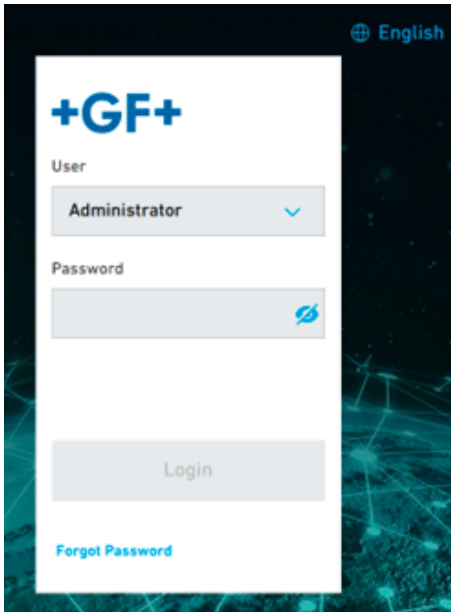 English
+GF+
User
Administrator
Password
Login
Forgot Password